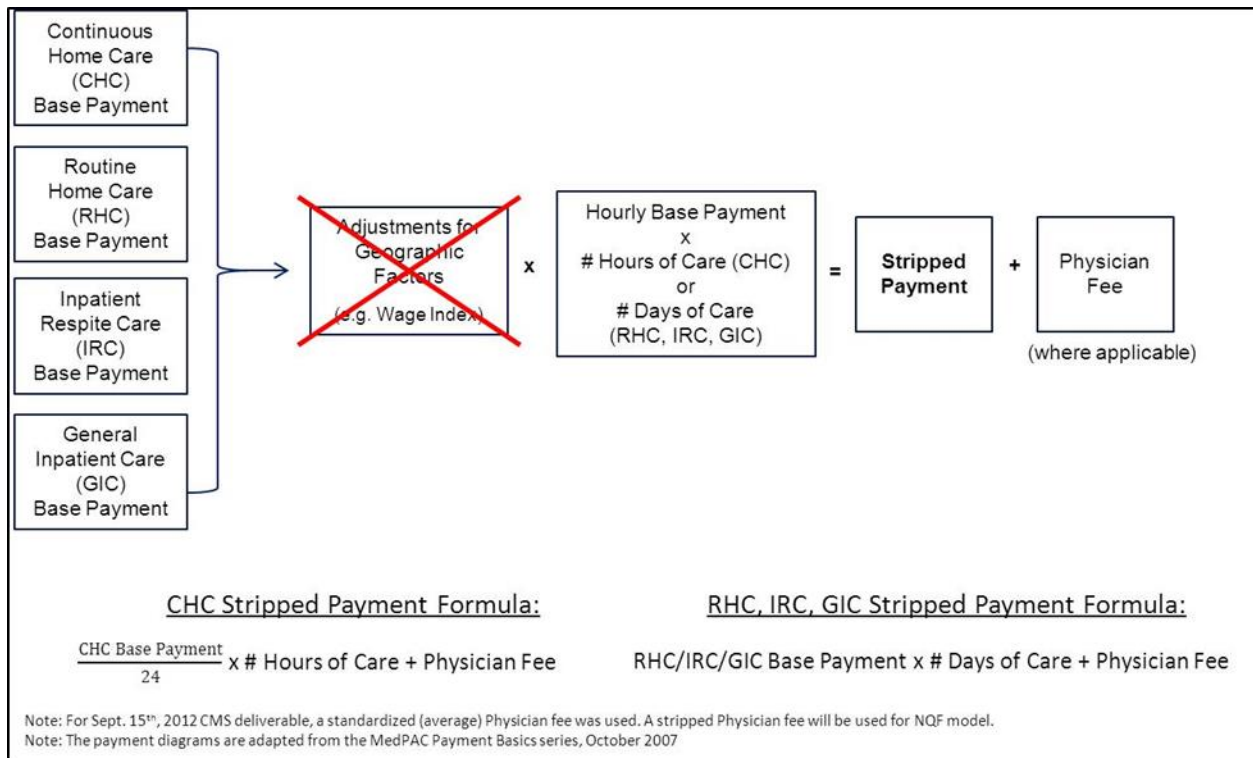 Continuous
Home Care
(CHC)
Base Payment
Routine
Home Care
(RHC)
Base Payment
Inpatient
Respite Care
(IRC)
Base Payment
General
Inpatient Care
(GIC)
Base Payment
Adjustments for
Geographic
Factors
(e.g. Wage Index)
x
Hourly Base Payment
x
# Hours of Care (CHC)
or
# Days of Care
(RHC, IRC, GIC)
=
Stripped
Payment
+
Physician
Fee
(where applicable)
CHC Stripped Payment Formula:
CHC Base Payment
24
x # Hours of Care + Physician Fee
RHC, IRC, GIC Stripped Payment Formula:
RHC/IRC/GIC Base Payment x # Days of Care + Physician Fee
Note: For Sept. 15th, 2012 CMS deliverable, a standardized (average) Physician fee was used. A stripped Physician fee will be used for NQF model.
Note: The payment diagrams are adapted from the MedPAC Payment Basics series, October 2007